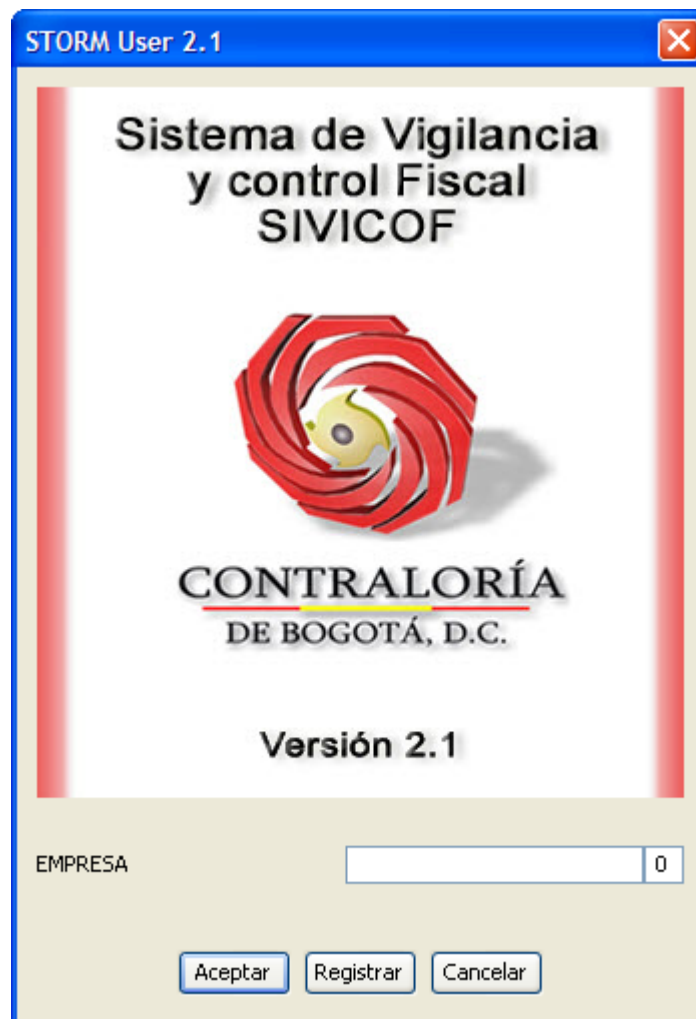 STORM User 2.1
Sistema de Vigilancia
y control Fiscal
SIVICOF
CONTRALORÍA
DE BOGOTÁ, D.C.
Versión 2.1
EMPRESA 0
Aceptar Registrar Cancelar